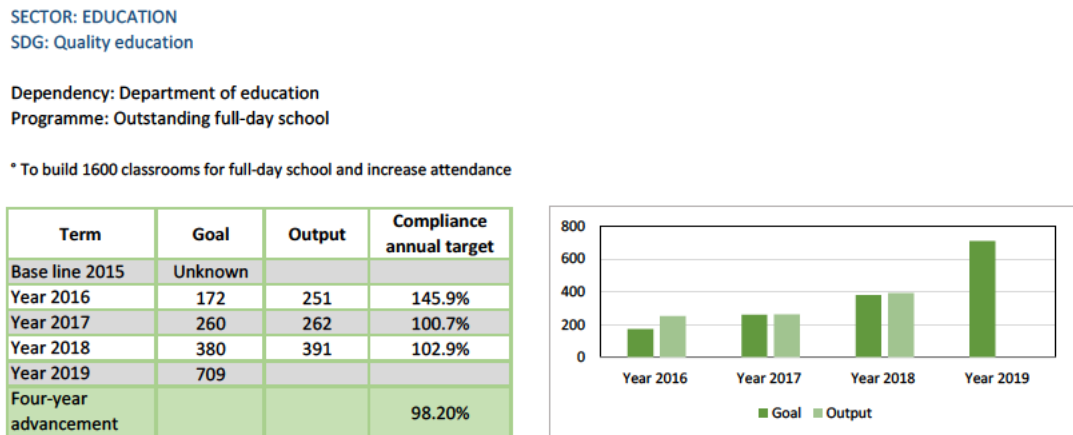 SECTOR: EDUCATION
SDG: Quality education
Dependency: Department of education
Programme: Outstanding full-day school
° To build 1600 classrooms for full-day school and increase attendance
Term Goal Output Compliance annual target
Base line 2015 Unknown
Year 2016 172 251 145.9%
Year 2017 260 262 100.7%
Year 2018 380 391 102.9%
Year 2019 709
Four-year advancement 98.20%
800
600
400
200
0
Year 2016 Year 2017 Year 2018 Year 2019
Goal Output